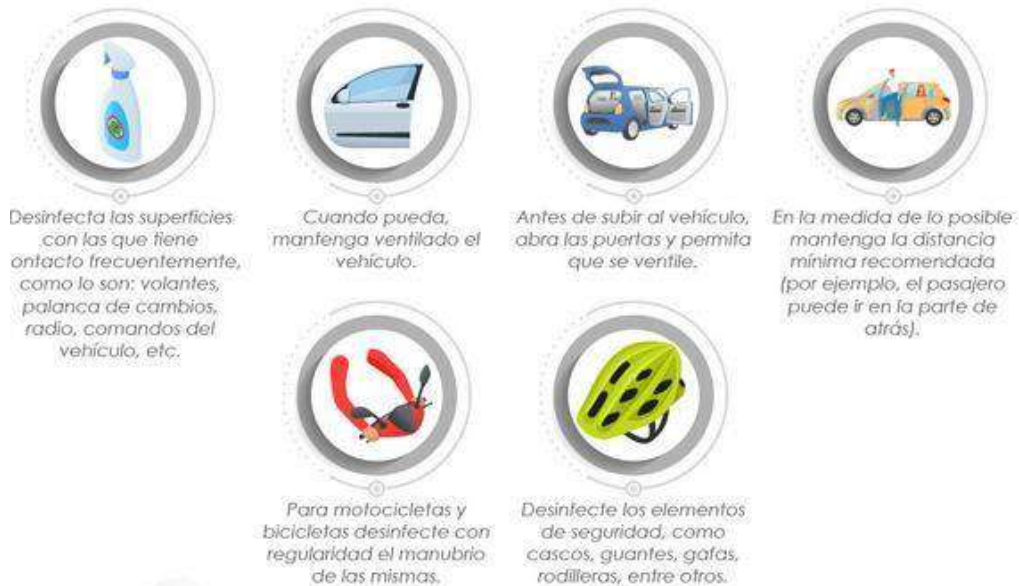 Desinfecta las superficies
con las que tiene
ontacto frecuentemente,
como lo son: volantes,
palanca de cambios,
radio, comandos del
vehículo, etc.
Cuando pueda,
mantenga ventilado el
vehículo.
Antes de subir al vehículo,
abra las puertas y permita
que se ventile.
En la medida de lo posible
mantenga la distancia
mínima recomendada
(por ejemplo, el pasajero
puede ir en la parte de
atrás).
Para motocicletas y
bicicletas desinfecte con
regularidad el manubrio
de las mismas.
Desinfecte los elementos
de seguridad, como
cascos, guantes, gafas,
rodilleras, entre otros.